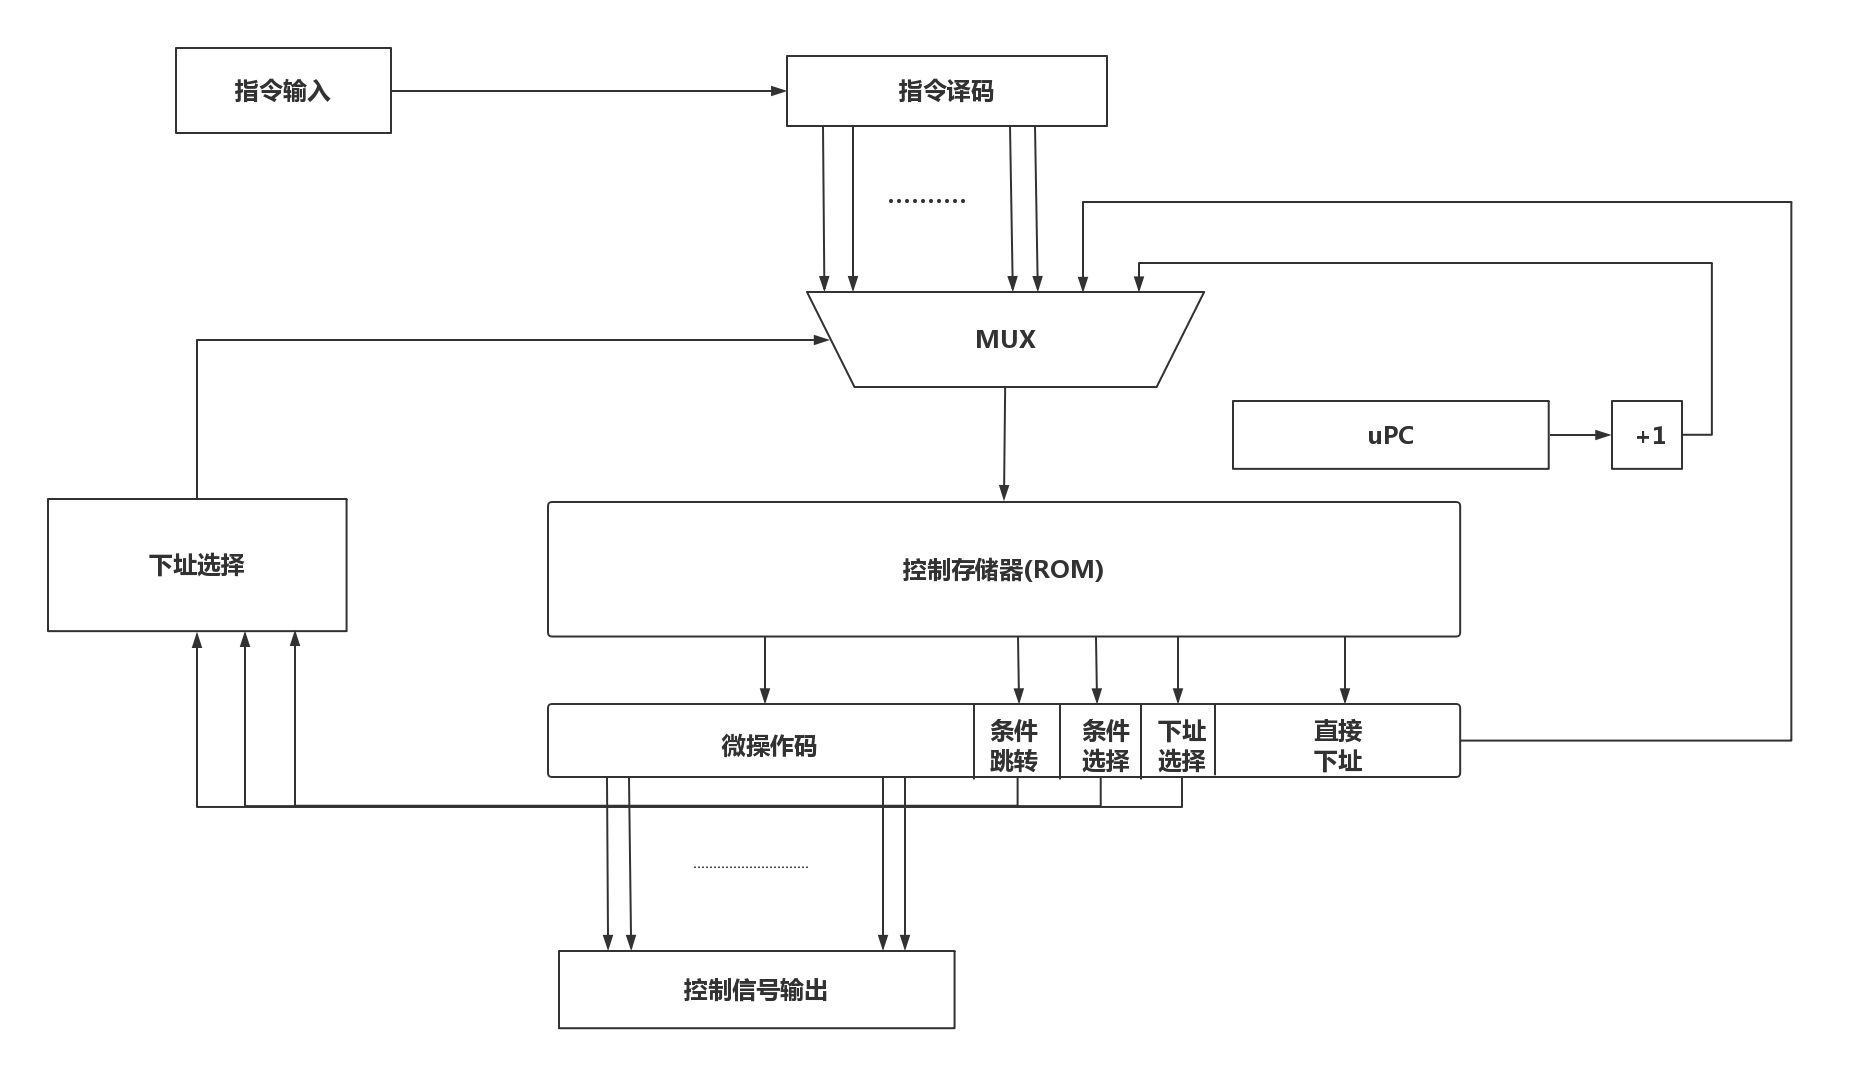 指令输入
指令译码
MUX
uPC
+1
下址选择
控制存储器(ROM)
微操作码
条件
跳转
条件
选择
下址
选择
直接
下址
控制信号输出